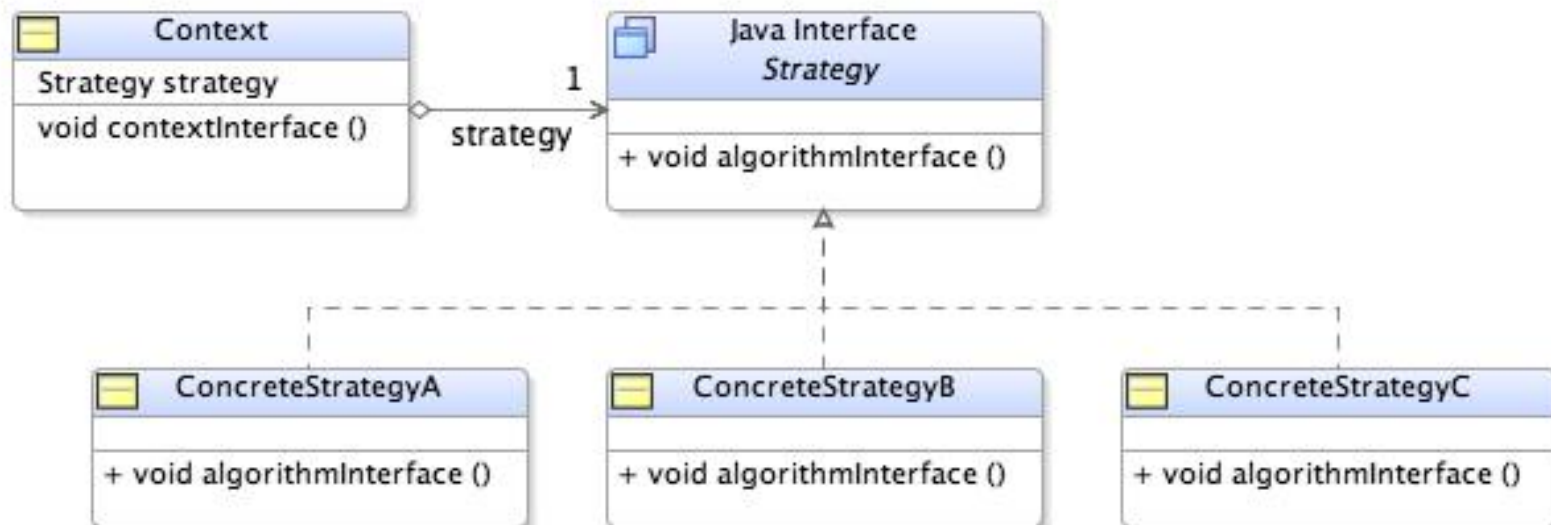 Context
Strategy strategy
void contextInterface ()
1
strategy
Java Interface
Strategy
+ void algorithmInterface ()
ConcreteStrategyA
+ void algorithmInterface ()
ConcreteStrategyB
+ void algorithmInterface ()
ConcreteStrategyC
+ void algorithmInterface ()